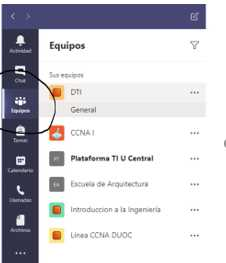 Actividad
Equipos
Sus equipos
Chat
DTI
General
Equipos
CCNA I
Tareas
PT Plataforma TI U Central
Calendario
EA Escuela de Arquitectura
Llamadas
Introduccion a la Ingeniería
Archivos
Linea CCNA DUOC